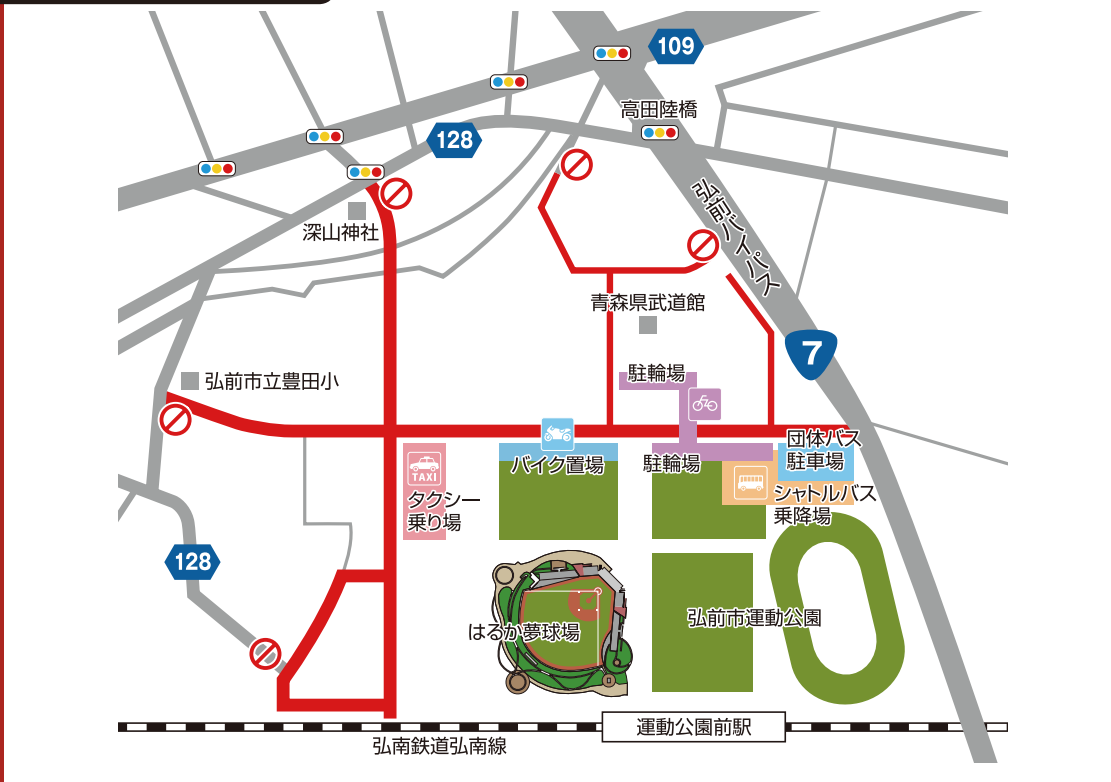 109
高田陸橋
128
弘前バイパス
深山神社
青森県武道館
7
弘前市立豊田小
駐輪場
団体バス
駐車場
バイク置場
駐輪場
TAXI
タクシー
乗り場
シャトルバス
乗降場
128
はるか夢球場
弘前市運動公園
運動公園前駅
弘南鉄道弘南線